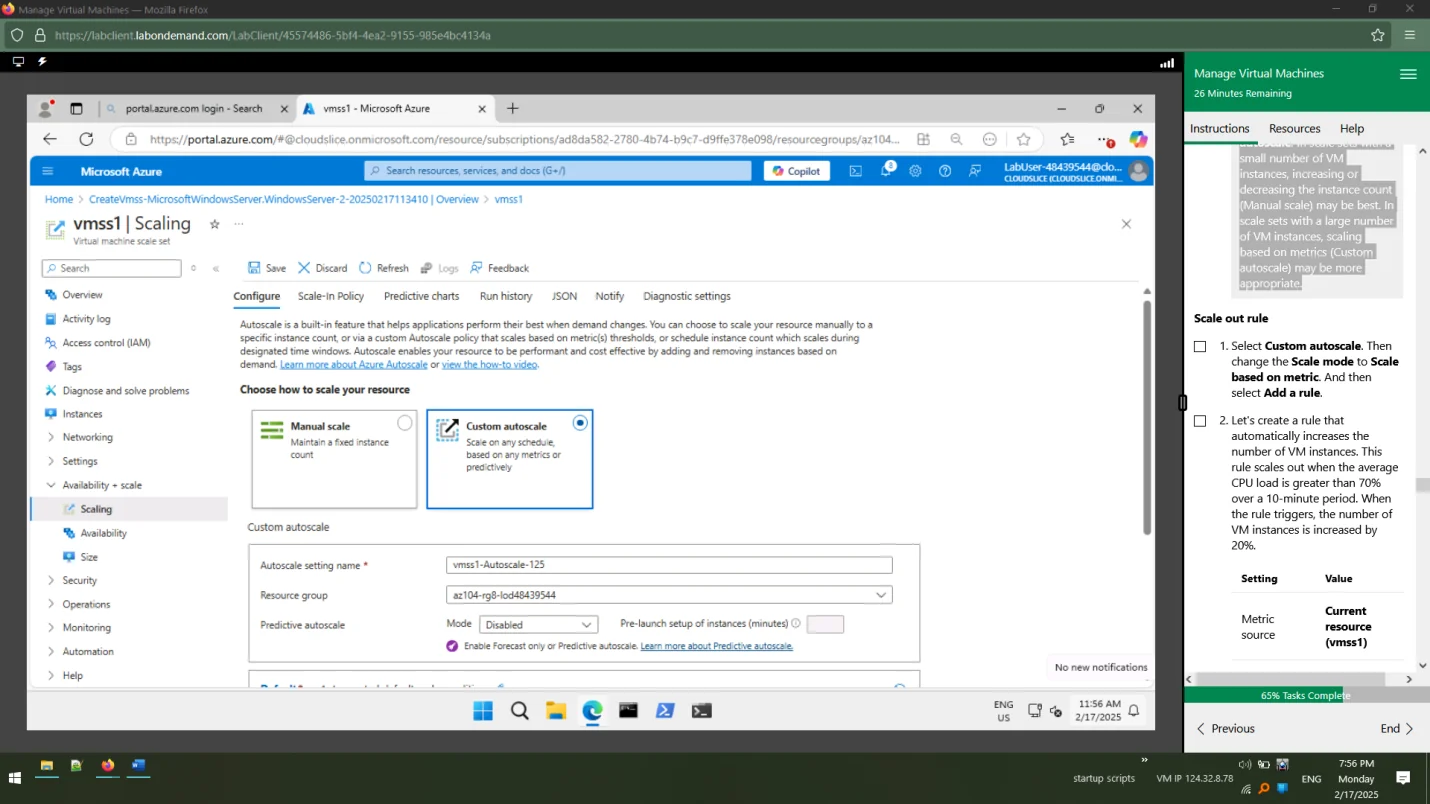 Manage Virtual Machines — Mozilla Firefox
https://labclient.labondemand.com/LabClient/45574486-5bf4-4ea2-9155-985e4bc4134a
portal.azure.com login - Search
vmss1 - Microsoft Azure
https://portal.azure.com/#@cloudslice.onmicrosoft.com/resource/subscriptions/ad8da582-2780-4b74-b9c7-d9ffe378e098/resourcegroups/az104...
Microsoft Azure
Search resources, services, and docs (G+/)
Copilot
LabUser-48439544@clo...
CLOUDSLICE (CLOUDSLICE.ONMI...
Home > CreateVmss-MicrosoftWindowsServer.WindowsServer-2-20250217113410 | Overview > vmss1
vmss1 | Scaling
Virtual machine scale set
Search
Overview
Activity log
Access control (IAM)
Tags
Diagnose and solve problems
Instances
Networking
Settings
Availability + scale
Scaling
Availability
Size
Security
Operations
Monitoring
Automation
Help
Save
Discard
Refresh
Logs
Feedback
Configure
Scale-In Policy
Predictive charts
Run history
JSON
Notify
Diagnostic settings
Autoscale is a built-in feature that helps applications perform their best when demand changes. You can choose to scale your resource manually to a
specific instance count, or via a custom Autoscale policy that scales based on metric(s) thresholds, or schedule instance count which scales during
designated time windows. Autoscale enables your resource to be performant and cost effective by adding and removing instances based on
demand. Learn more about Azure Autoscale or view the how-to video.
Choose how to scale your resource
Manual scale
Maintain a fixed instance
count
Custom autoscale
Scale on any schedule,
based on any metrics or
predictively
Custom autoscale
Autoscale setting name *
vmss1-Autoscale-125
Resource group
az104-rg8-lod48439544
Predictive autoscale
Mode
Disabled
Pre-launch setup of instances (minutes)
Enable Forecast only or Predictive autoscale. Learn more about Predictive autoscale.
No new notifications
ENG
US
11:56 AM
2/17/2025
Manage Virtual Machines
26 Minutes Remaining
Instructions
Resources
Help
small number of VM
instances, increasing or
decreasing the instance count
(Manual scale) may be best. In
scale sets with a large number
of VM instances, scaling
based on metrics (Custom
autoscale) may be more
appropriate.
Scale out rule
1. Select Custom autoscale. Then
change the Scale mode to Scale
based on metric. And then
select Add a rule.
2. Let's create a rule that
automatically increases the
number of VM instances. This
rule scales out when the average
CPU load is greater than 70%
over a 10-minute period. When
the rule triggers, the number of
VM instances is increased by
20%.
Setting
Value
Metric
source
Current
resource
(vmss1)
65% Tasks Complete
Previous
End
startup scripts
VM IP 124.32.8.78
ENG
7:56 PM
Monday
2/17/2025